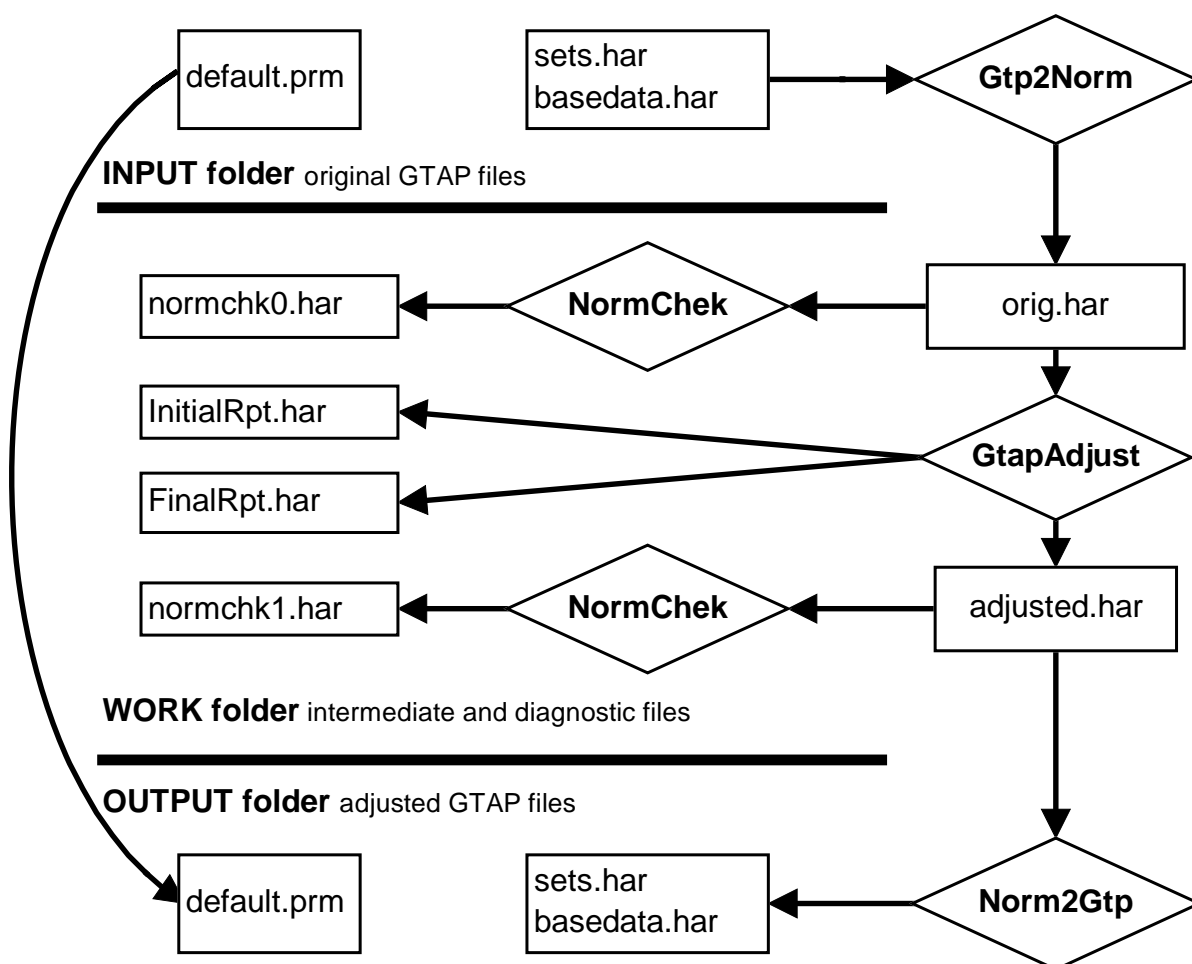 default.prm
sets.har
basedata.har
Gtp2Norm
INPUT folder original GTAP files
normchk0.har
NormChek
orig.har
InitialRpt.har
GtapAdjust
FinalRpt.har
normchk1.har
NormChek
adjusted.har
WORK folder intermediate and diagnostic files
OUTPUT folder adjusted GTAP files
default.prm
sets.har
basedata.har
Norm2Gtp